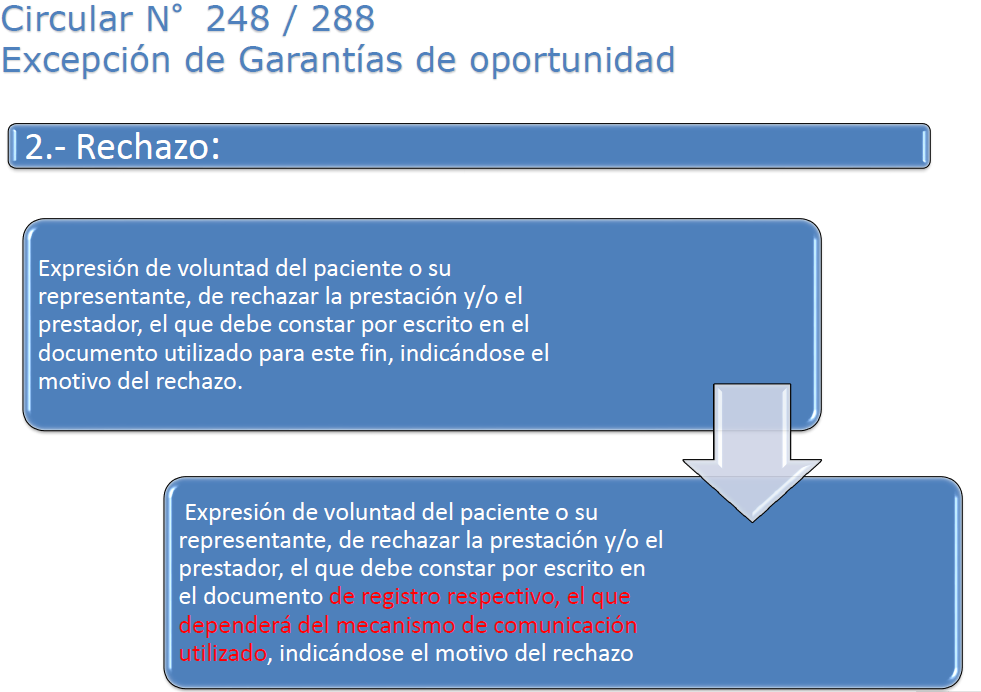 Circular N° 248 / 288
Excepción de Garantías de oportunidad
2.- Rechazo:
Expresión de voluntad del paciente o su
representante, de rechazar la prestación y/o el
prestador, el que debe constar por escrito en el
documento utilizado para este fin, indicándose el
motivo del rechazo.
Expresión de voluntad del paciente o su
representante, de rechazar la prestación y/o el
prestador, el que debe constar por escrito en
el documento de registro respectivo, el que
dependerá del mecanismo de comunicación
utilizado, indicándose el motivo del rechazo